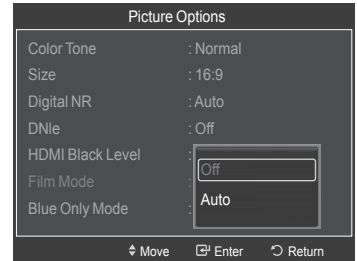 Picture Options
Color Tone : Normal
Size : 16:9
Digital NR : Auto
DNIe : Off
HDMI Black Level :
Film Mode : Off
Blue Only Mode : Auto
Move Enter Return